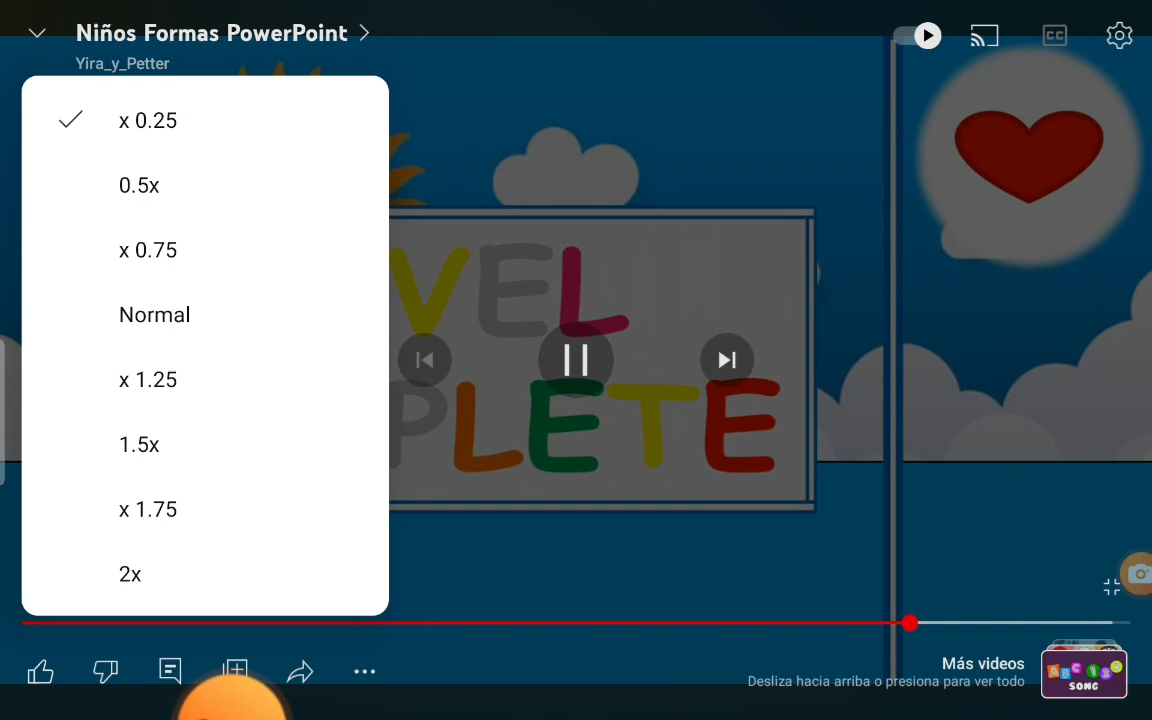 Niños Formas PowerPoint
Yira_y_Petter
CC
x 0.25
0.5x
x 0.75
Normal
x 1.25
1.5x
x 1.75
2x
VEL
PLETE
Más videos
Desliza hacia arriba o presiona para ver todo
SONG